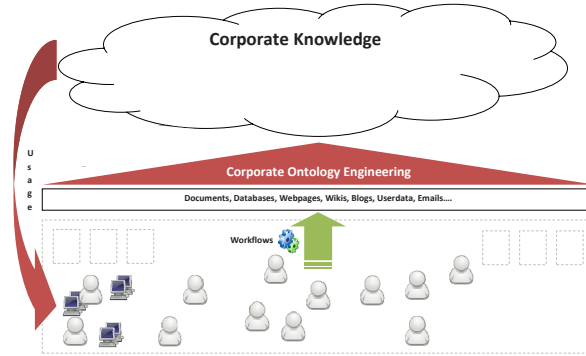 Corporate Knowledge
Usage
Corporate Ontology Engineering
Documents, Databases, Webpages, Wikis, Blogs, Userdata, Emails....
Workflows